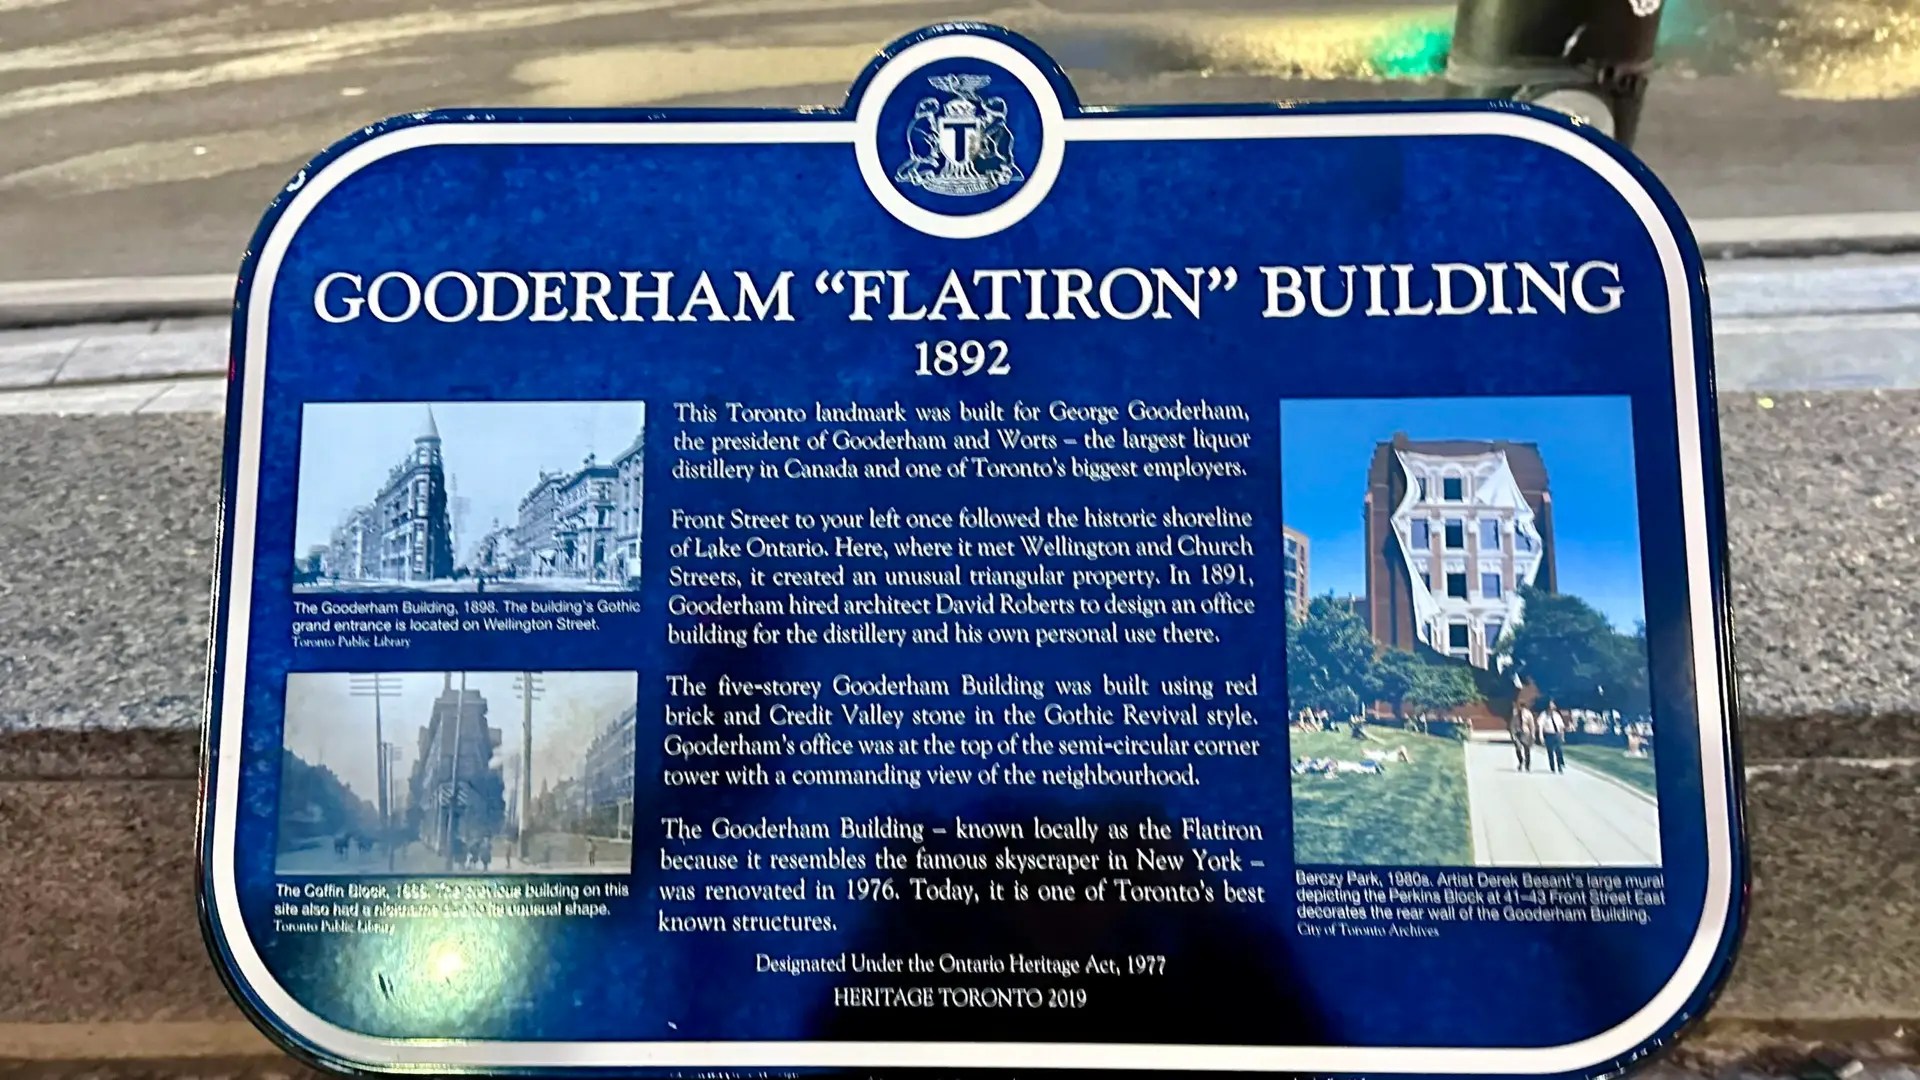 T
GOODERHAM “FLATIRON” BUILDING
1892
The Gooderham Building, 1898. The building's Gothic
grand entrance is located on Wellington Street.
Toronto Public Library
The Coffin Block, The previous building on this
site also had a nickname due to its unusual shape.
Toronto Public Library
This Toronto landmark was built for George Gooderham,
the president of Gooderham and Worts – the largest liquor
distillery in Canada and one of Toronto's biggest employers.
Front Street to your left once followed the historic shoreline
of Lake Ontario. Here, where it met Wellington and Church
Streets, it created an unusual triangular property. In 1891,
Gooderham hired architect David Roberts to design an office
building for the distillery and his own personal use there.
The five-storey Gooderham Building was built using red
brick and Credit Valley stone in the Gothic Revival style.
Gooderham's office was at the top of the semi-circular corner
tower with a commanding view of the neighbourhood.
The Gooderham Building – known locally as the Flatiron
because it resembles the famous skyscraper in New York –
was renovated in 1976. Today, it is one of Toronto's best
known structures.
Designated Under the Ontario Heritage Act, 1977
HERITAGE TORONTO 2019
Berczy Park, 1980s. Artist Derek Besant's large mural
depicting the Perkins Block at 41–43 Front Street East
decorates the rear wall of the Gooderham Building.
City of Toronto Archives